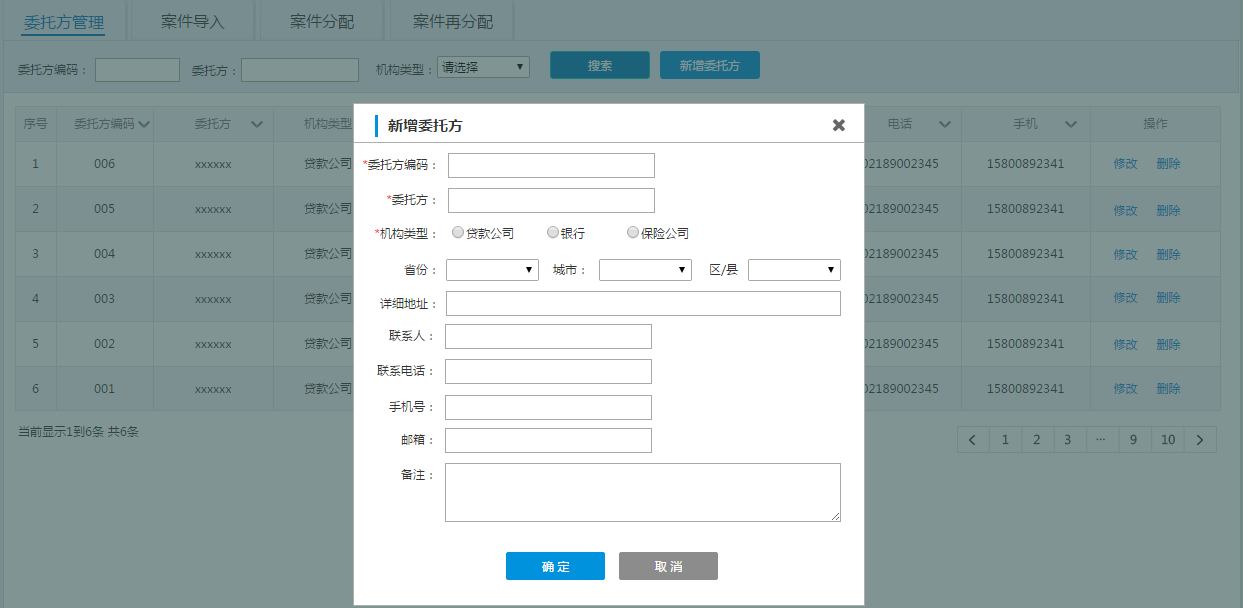 委托方管理 案件导入 案件分配 案件再分配
委托方编码： 委托方： 机构类型： 请选择 搜索 新增委托方
序号 委托方编码 委托方 机构类型 电话 手机 操作
新增委托方
1 006 xxxxxx 贷款公司 02189002345 15800892341 修改 删除
2 005 xxxxxx 贷款公司 02189002345 15800892341 修改 删除
3 004 xxxxxx 贷款公司 02189002345 15800892341 修改 删除
4 003 xxxxxx 贷款公司 02189002345 15800892341 修改 删除
5 002 xxxxxx 贷款公司 02189002345 15800892341 修改 删除
6 001 xxxxxx 贷款公司 02189002345 15800892341 修改 删除
当前显示1到6条 共6条
1 2 3 ··· 9 10
*委托方编码：
*委托方：
*机构类型： 贷款公司 银行 保险公司
省份： 城市： 区/县
详细地址：
联系人：
联系电话：
手机号：
邮箱：
备注：
确定 取消